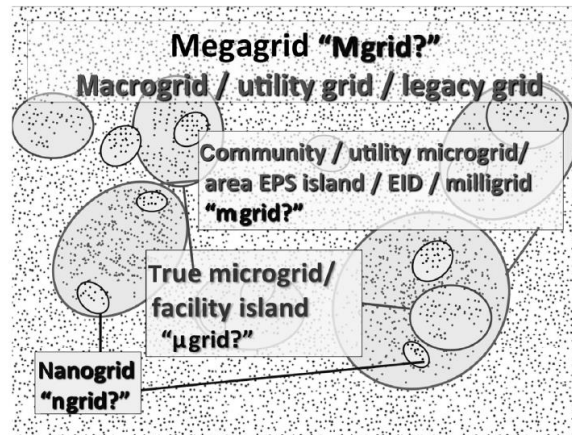 Megagrid “Mgrid?”
Macrogrid / utility grid / legacy grid
Community / utility microgrid/
area EPS island / EID / milligrid
“mgrid?”
True microgrid/
facility island
“μgrid?”
Nanogrid
“ngrid?”